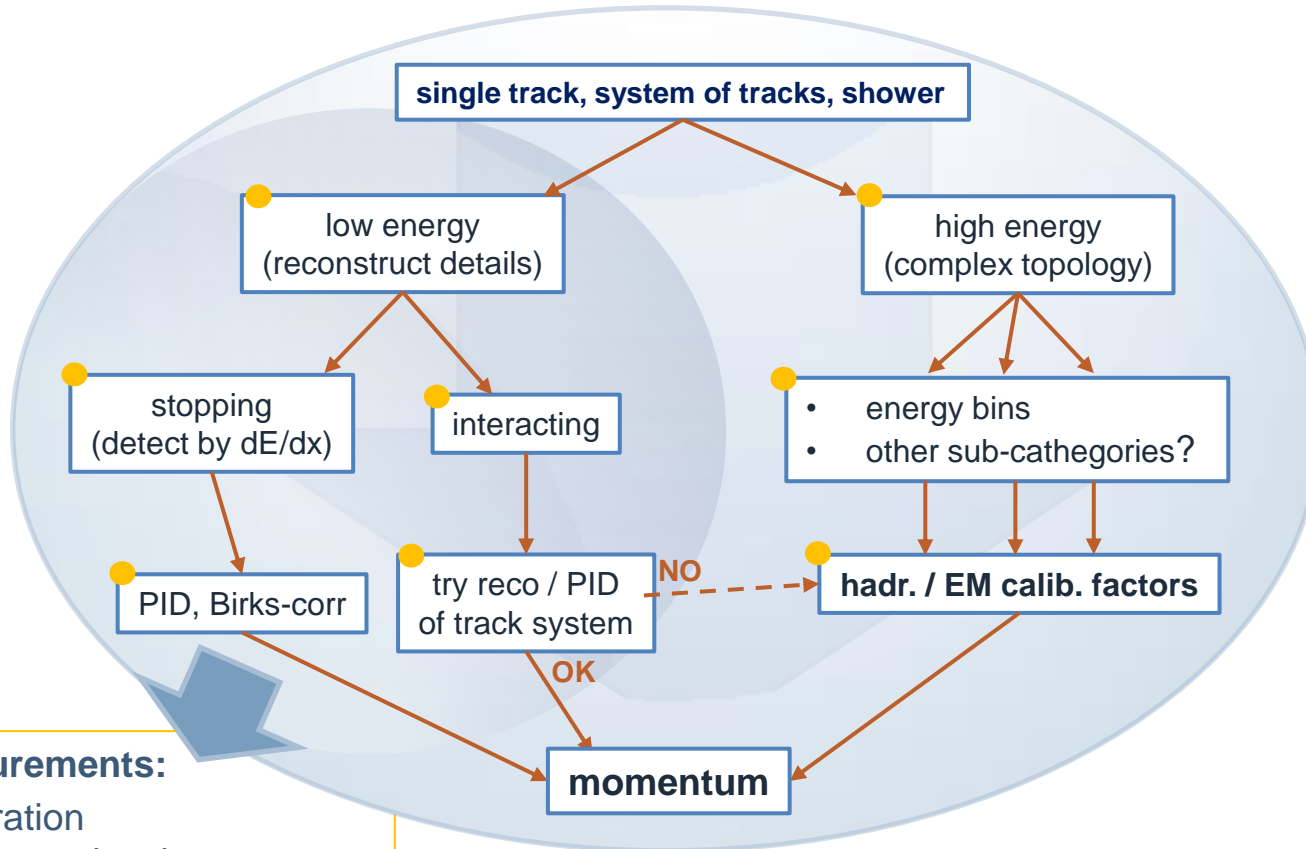 single track, system of tracks, shower
low energy
(reconstruct details)
high energy
(complex topology)
stopping
(detect by dE/dx)
interacting
• energy bins
• other sub-cathegories?
PID, Birks-corr
try reco / PID
of track system
NO
hadr. / EM calib. factors
OK
momentum
urements:
ration